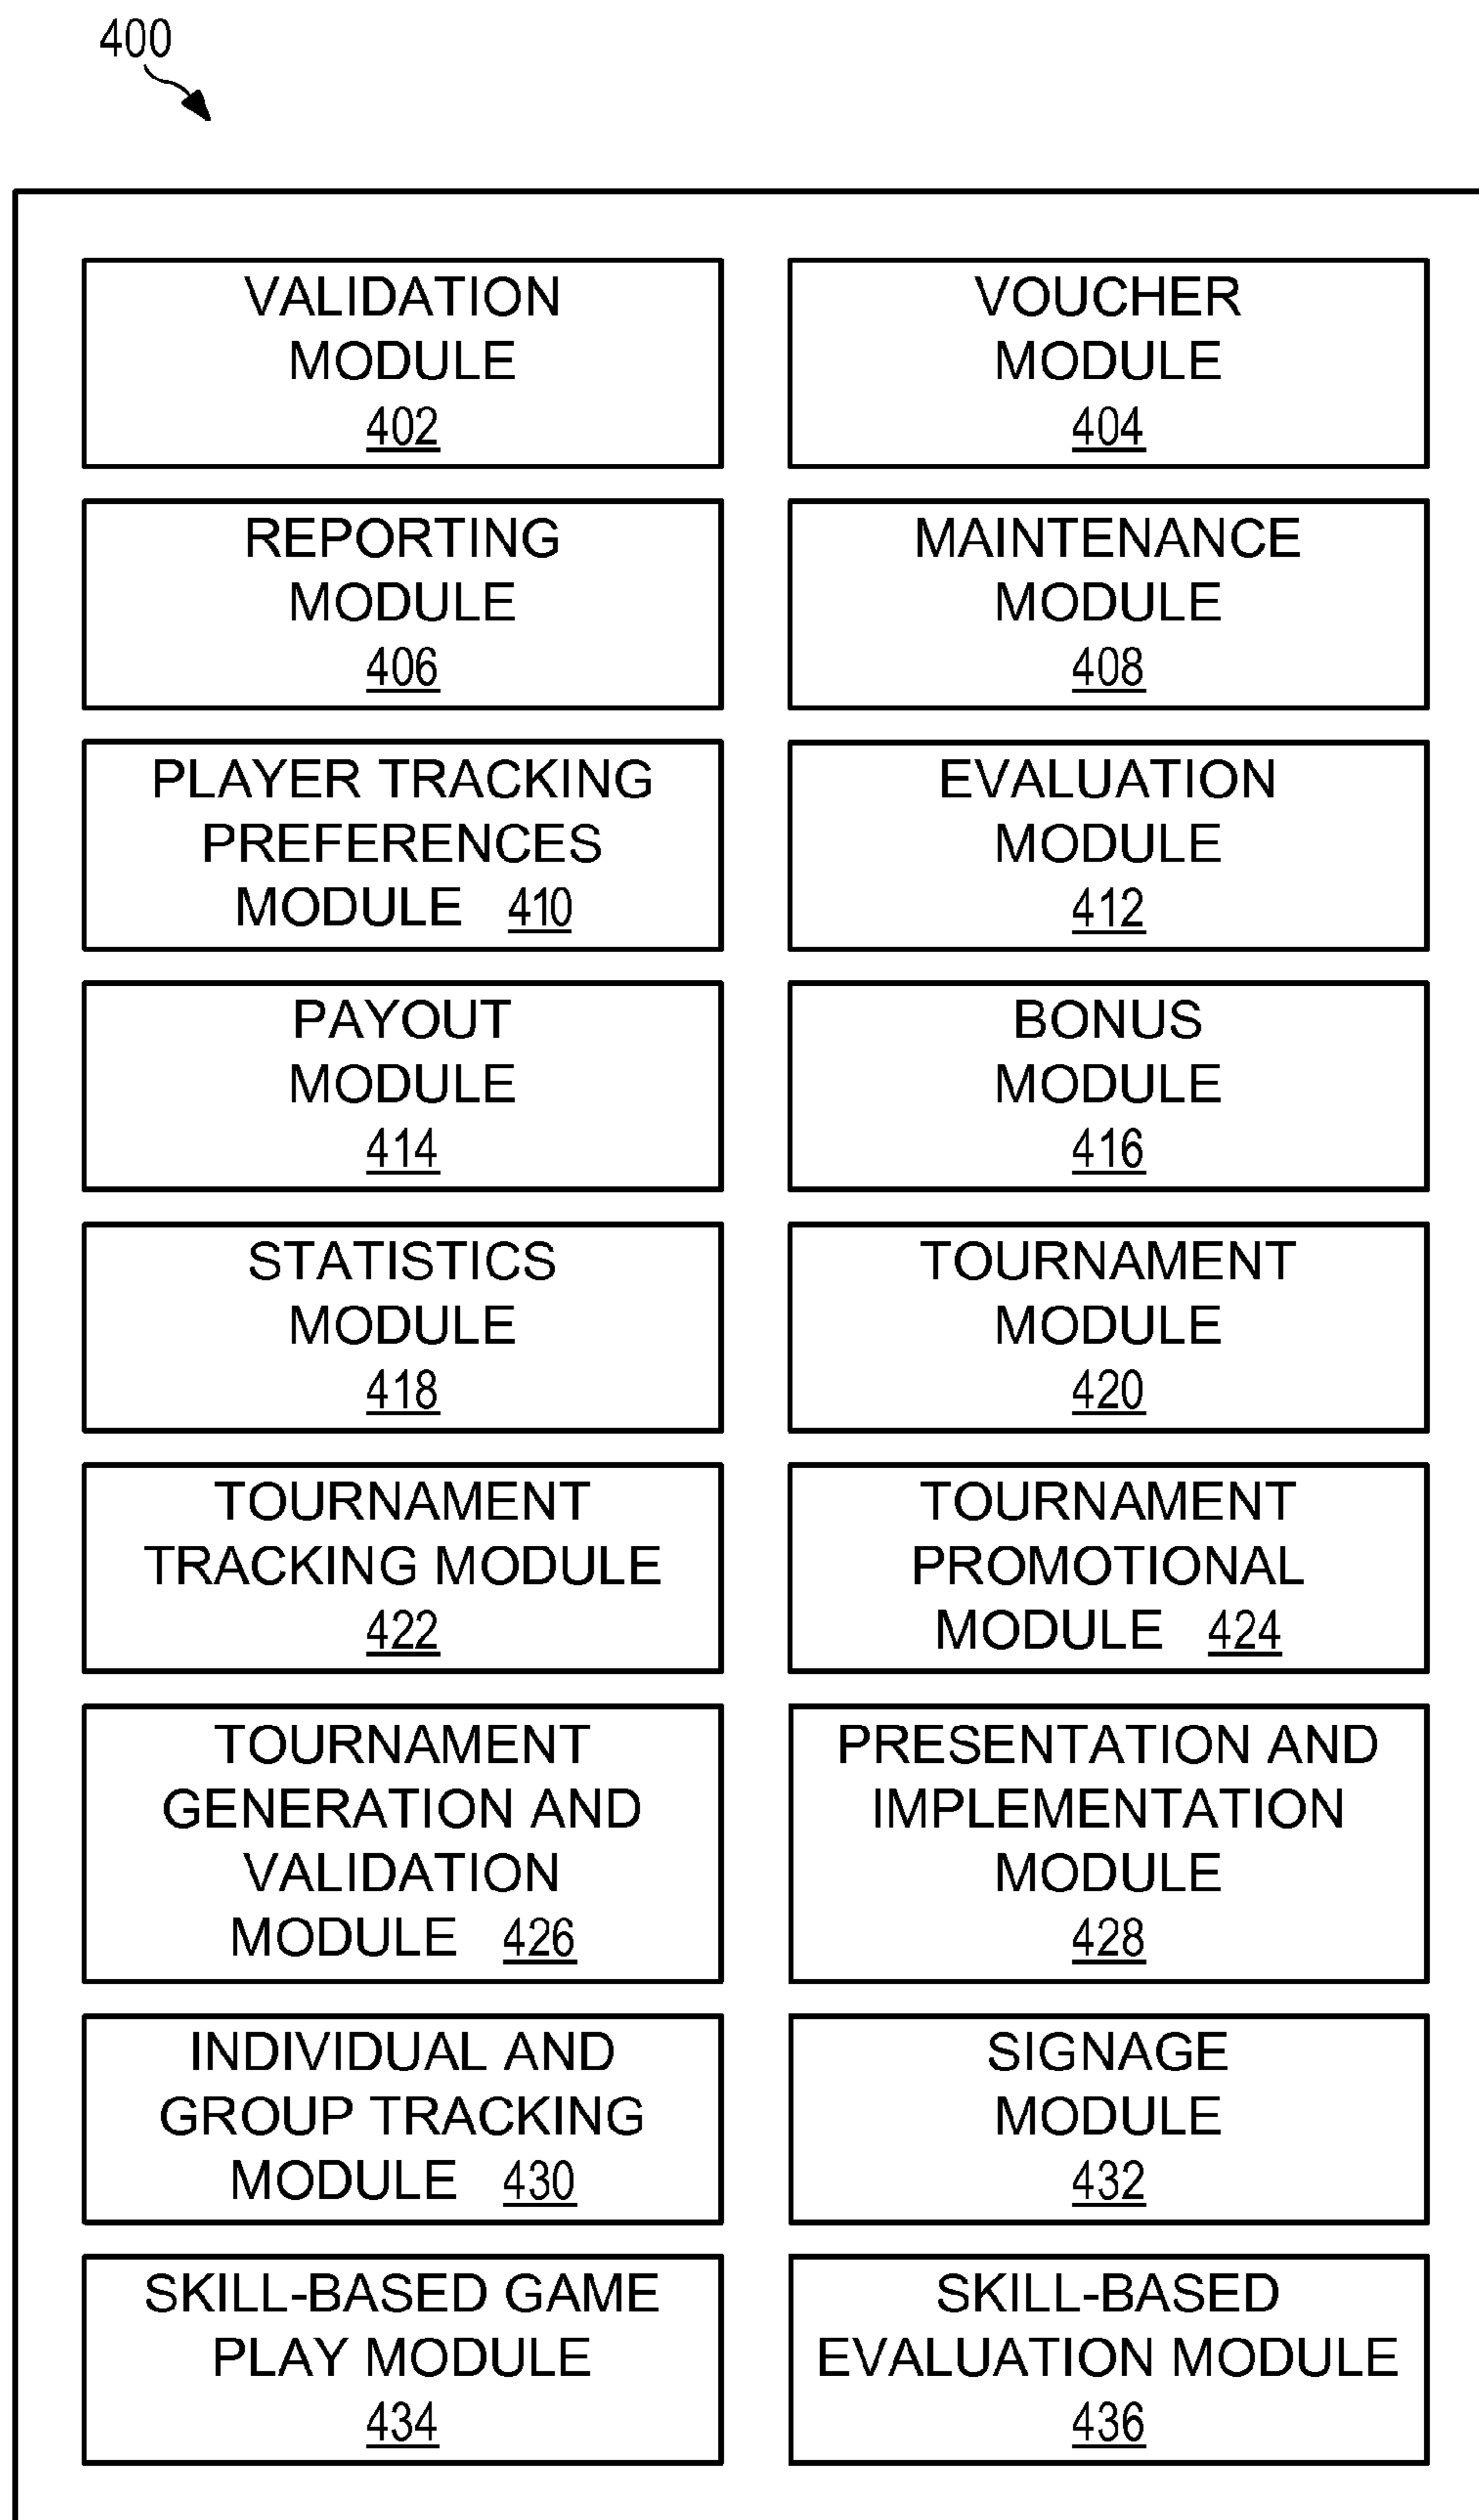 400
VALIDATION
MODULE
402
VOUCHER
MODULE
404
REPORTING
MODULE
406
MAINTENANCE
MODULE
408
PLAYER TRACKING
PREFERENCES
MODULE 410
EVALUATION
MODULE
412
PAYOUT
MODULE
414
BONUS
MODULE
416
STATISTICS
MODULE
418
TOURNAMENT
MODULE
420
TOURNAMENT
TRACKING MODULE
422
TOURNAMENT
PROMOTIONAL
MODULE 424
TOURNAMENT
GENERATION AND
VALIDATION
MODULE 426
PRESENTATION AND
IMPLEMENTATION
MODULE
428
INDIVIDUAL AND
GROUP TRACKING
MODULE 430
SIGNAGE
MODULE
432
SKILL-BASED GAME
PLAY MODULE
434
SKILL-BASED
EVALUATION MODULE
436